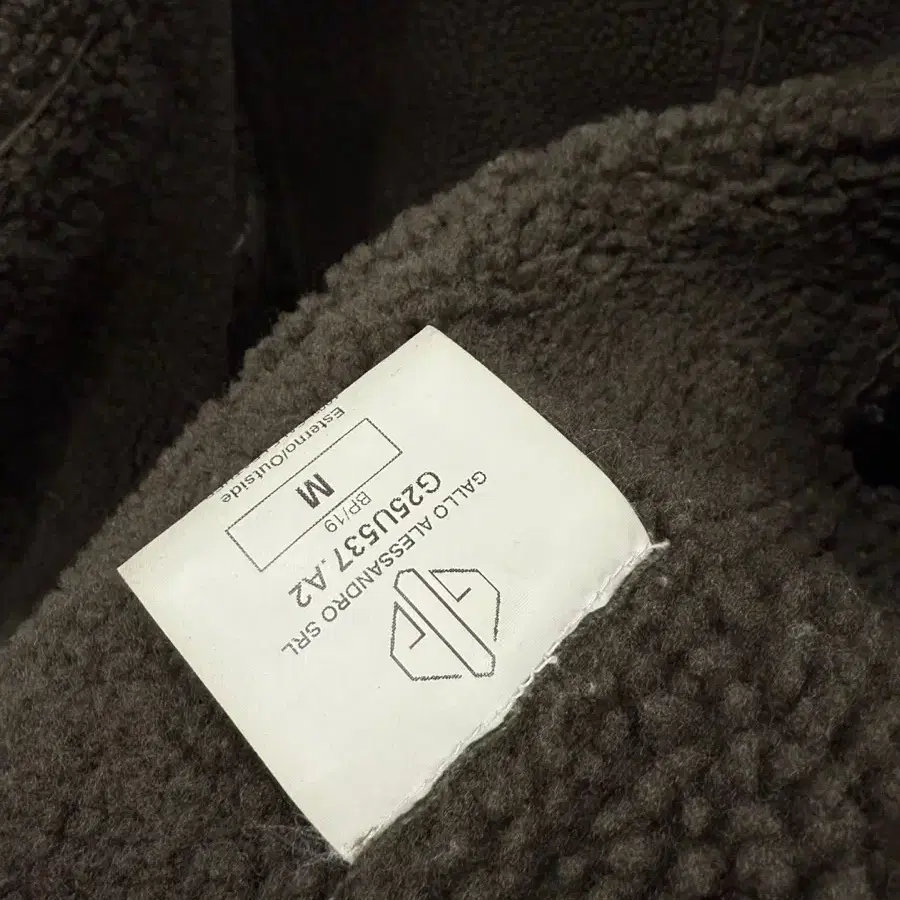 GALLO ALESSANDRO SRL
G25U537.A2
BP/19
M
Esterno/Outside